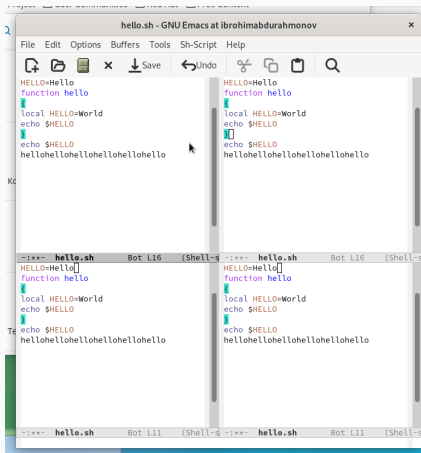 hello.sh - GNU Emacs at ibrohimabdurahmonov
File Edit Options Buffers Tools Sh-Script Help
Save Undo
HELLO=Hello
function hello
{
local HELLO=World
echo $HELLO
}
echo $HELLO
hellohellohellohellohellohello
-:**- hello.sh Bot L16 (Shell-s
HELLO=Hello
function hello
{
local HELLO=World
echo $HELLO
}
echo $HELLO
hellohellohellohellohellohello
-:**- hello.sh Bot L16 (Shell-s
HELLO=Hello
function hello
{
local HELLO=World
echo $HELLO
}
echo $HELLO
hellohellohellohellohellohello
-:**- hello.sh Bot L11 (Shell-s
HELLO=Hello
function hello
{
local HELLO=World
echo $HELLO
}
echo $HELLO
hellohellohellohellohellohello
-:**- hello.sh Bot L11 (Shell-s